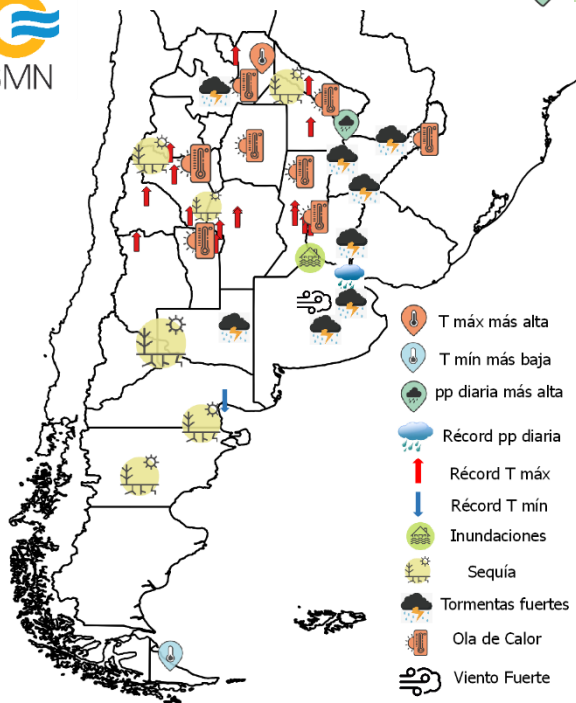 SMN
T máx más alta
T mín más baja
pp diaria más alta
Récord pp diaria
Récord T máx
Récord T mín
Inundaciones
Sequía
Tormentas fuertes
Ola de Calor
Viento Fuerte